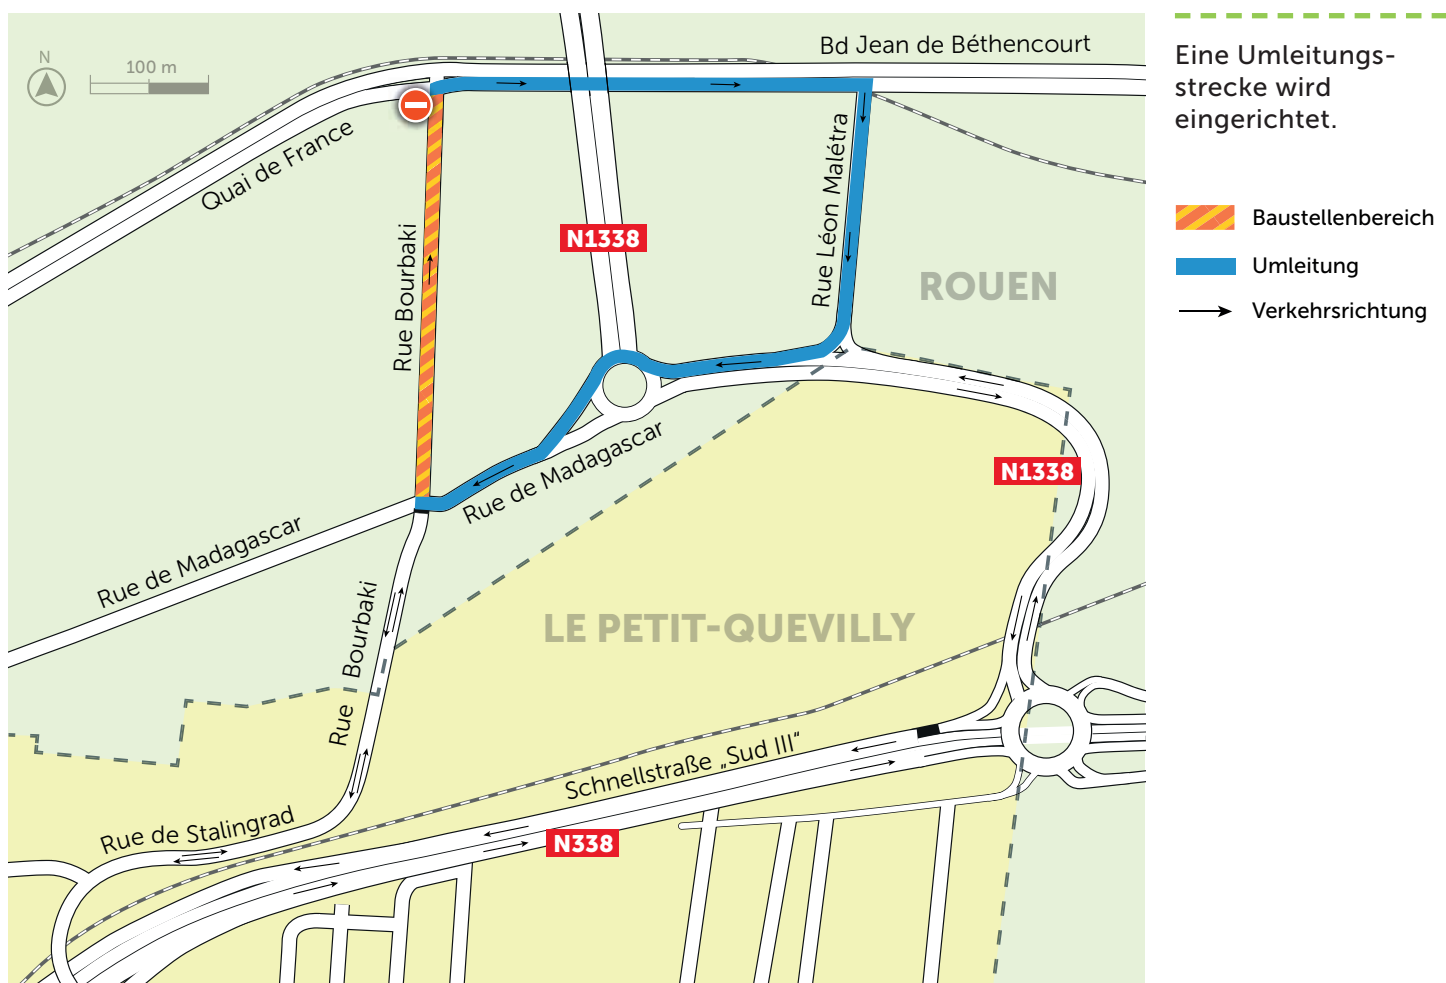 N
100 m
Bd Jean de Béthencourt
Quai de France
Rue Bourbaki
N1338
Rue Léon Malétra
ROUEN
Rue de Madagascar
N1338
Rue de Madagascar
Rue Bourbaki
LE PETIT-QUEVILLY
Schnellstraße „Sud III“
Rue de Stalingrad
N338
Eine Umleitungs-
strecke wird
eingerichtet.
Baustellenbereich
Umleitung
Verkehrsrichtung